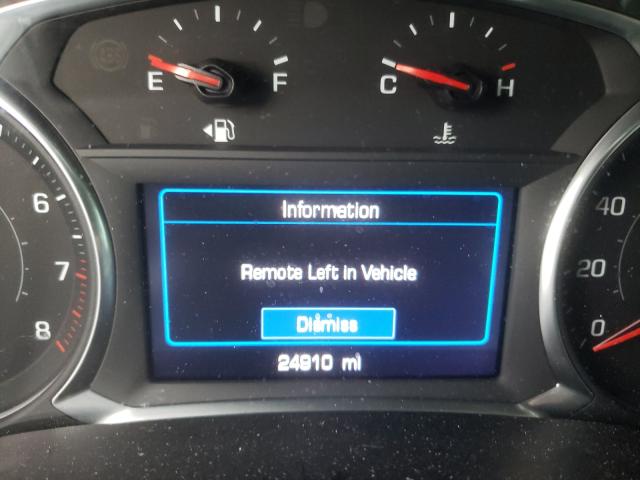 E F
C H
Information
6
40
Remote Left in Vehicle
7
20
Dismiss
8
0
24910 mi